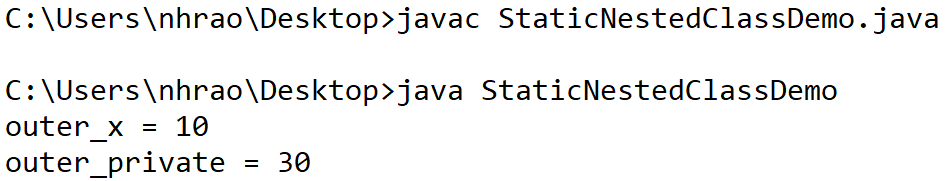 C:\Users\nhrao\Desktop>javac StaticNestedClassDemo.java
C:\Users\nhrao\Desktop>java StaticNestedClassDemo
outer_x = 10
outer_private = 30